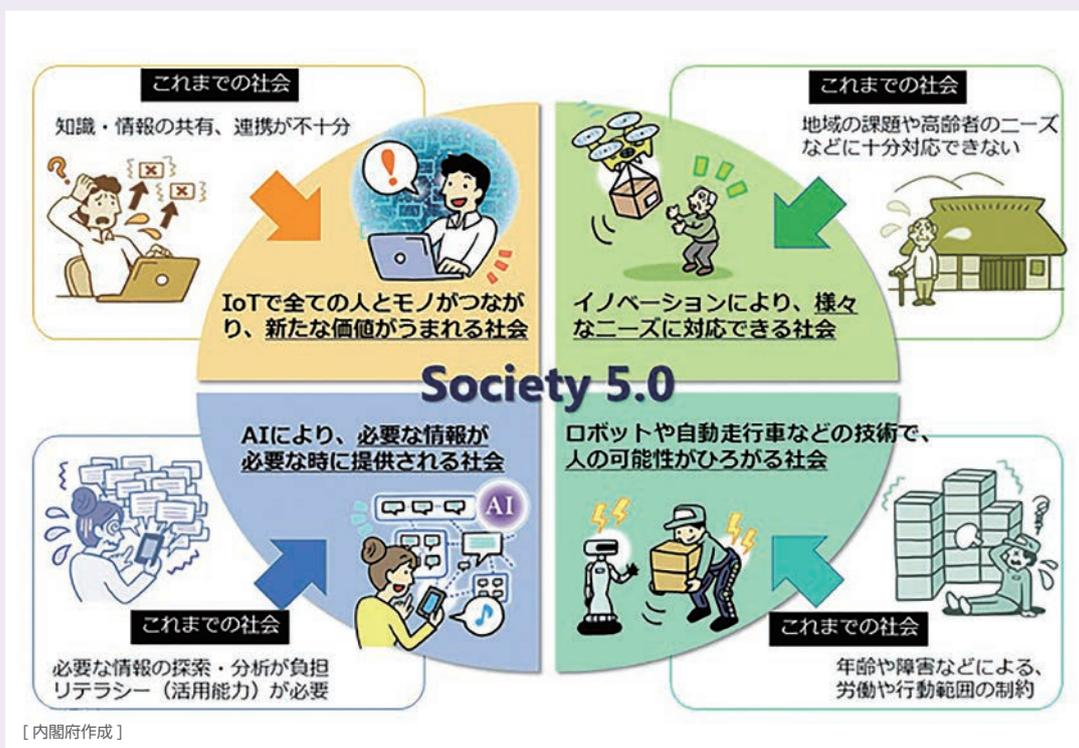 これまでの社会
知識・情報の共有、連携が不十分
IoTで全ての人とモノがつなが
り、新たな価値がうまれる社会
これまでの社会
地域の課題や高齢者のニーズ
などに十分対応できない
イノベーションにより、様々
なニーズに対応できる社会
Society 5.0
AIにより、必要な情報が
必要な時に提供される社会
AI
これまでの社会
必要な情報の探索・分析が負担
リテラシー（活用能力）が必要
ロボットや自動走行車などの技術で、
人の可能性がひろがる社会
これまでの社会
年齢や障害などによる、
労働や行動範囲の制約
[ 内閣府作成 ]